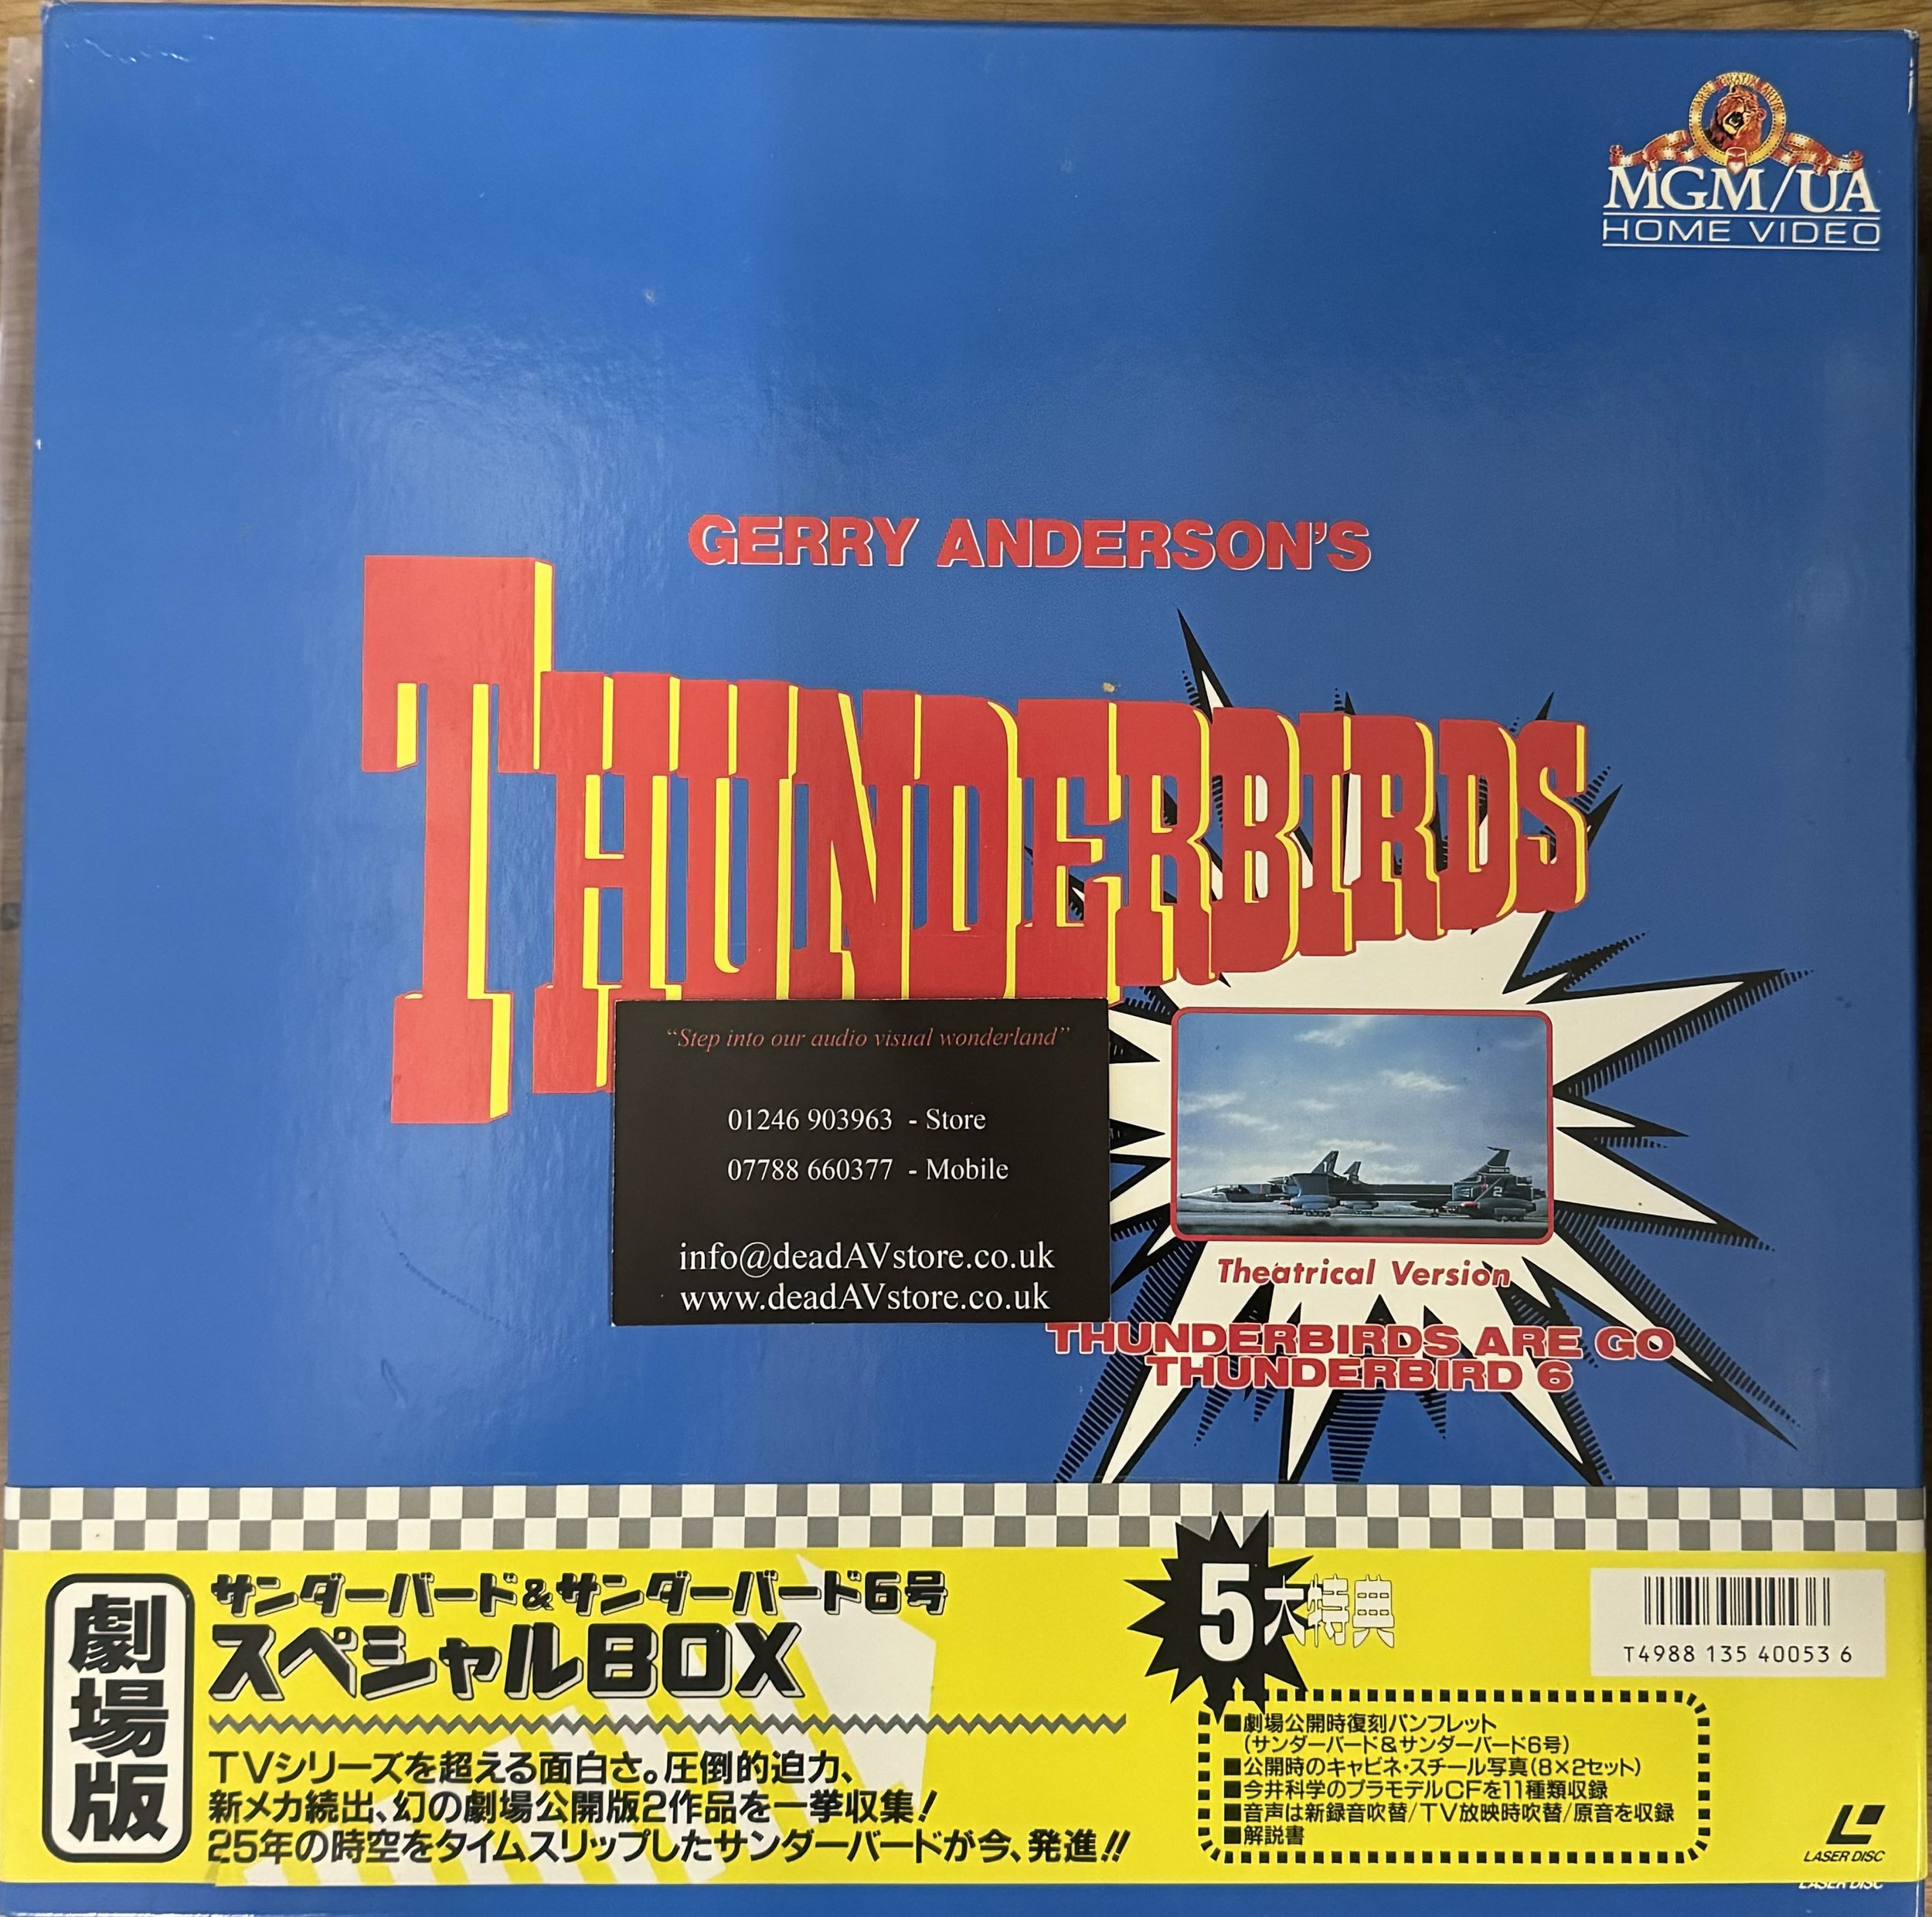 MGM/UA
HOME VIDEO
GERRY ANDERSON'S
THUNDERBIRDS
“Step into our audio visual wonderland”
01246 903963 - Store
07788 660377 - Mobile
info@deadAVstore.co.uk
www.deadAVstore.co.uk
Theatrical Version
THUNDERBIRDS ARE GO
THUNDERBIRD 6
劇場版
サンダーバード&サンダーバード6号
スペシャルBOX
TVシリーズを超える面白さ。圧倒的迫力、
新メカ続出、幻の劇場公開版2作品を一挙収集!
25年の時空をタイムスリップしたサンダーバードが今、発進!!
5大特典
■劇場公開時復刻パンフレット
(サンダーバード&サンダーバード6号)
■公開時のキャビネ・スチール写真(8×2セット)
■今井科学のプラモデルCFを11種類収録
■音声は新録音吹替/TV放映時吹替/原音を収録
■解説書
T4988 135 40053 6
LASER DISC
LASER DISC